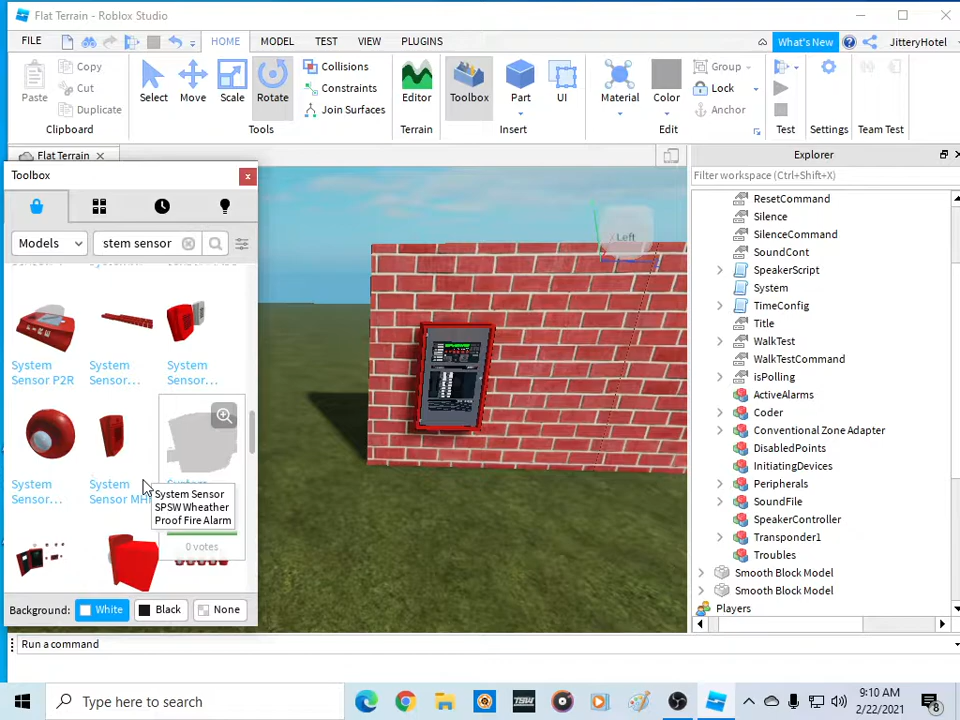 Flat Terrain - Roblox Studio
FILE HOME MODEL TEST VIEW PLUGINS What's New JitteryHotel
Paste Copy Cut Duplicate Select Move Scale Rotate Collisions Constraints Join Surfaces Editor Toolbox Part UI Material Color Group Lock Anchor Test Settings Team Test
Clipboard Tools Terrain Insert Edit Test Settings Team Test
Flat Terrain
Explorer
Toolbox
Filter workspace (Ctrl+Shift+X)
Models stem sensor
Left
System
Sensor P2R
System
Sensor...
System
Sensor...
System
Sensor...
System
Sensor MH
System Sensor
SPSW Wheather
Proof Fire Alarm
0 votes
Background: White Black None
ResetCommand
Silence
SilenceCommand
SoundCont
SpeakerScript
System
TimeConfig
Title
WalkTest
WalkTestCommand
isPolling
ActiveAlarms
Coder
Conventional Zone Adapter
DisabledPoints
InitiatingDevices
Peripherals
SoundFile
SpeakerController
Transponder1
Troubles
Smooth Block Model
Smooth Block Model
Players
Run a command
Type here to search
TSW
9:10 AM
2/22/2021
8